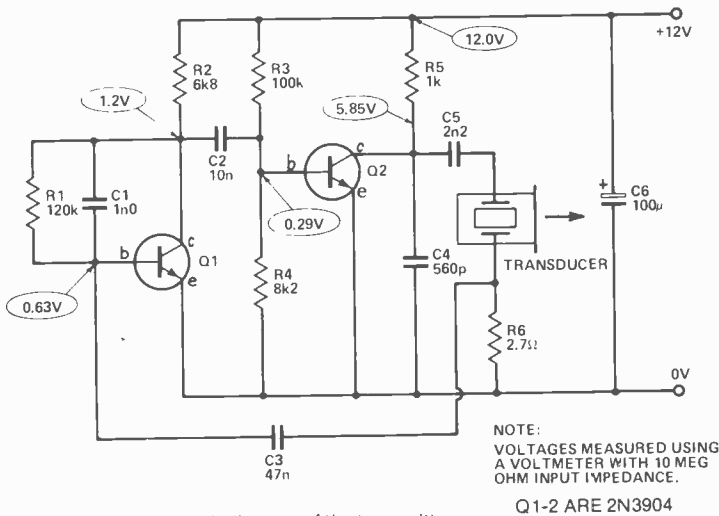 +12V
12.0V
R2
6k8
R3
100k
R5
1k
1.2V
5.85V
C5
2n2
C2
10n
b
c
Q2
e
R1
120k
C1
1n0
b
c
Q1
e
0.29V
C6
100µ
+
TRANSDUCER
C4
560p
R4
8k2
0.63V
R6
2.7Ω
0V
C3
47n
NOTE:
VOLTAGES MEASURED USING
A VOLTMETER WITH 10 MEG
OHM INPUT IMPEDANCE.
Q1-2 ARE 2N3904